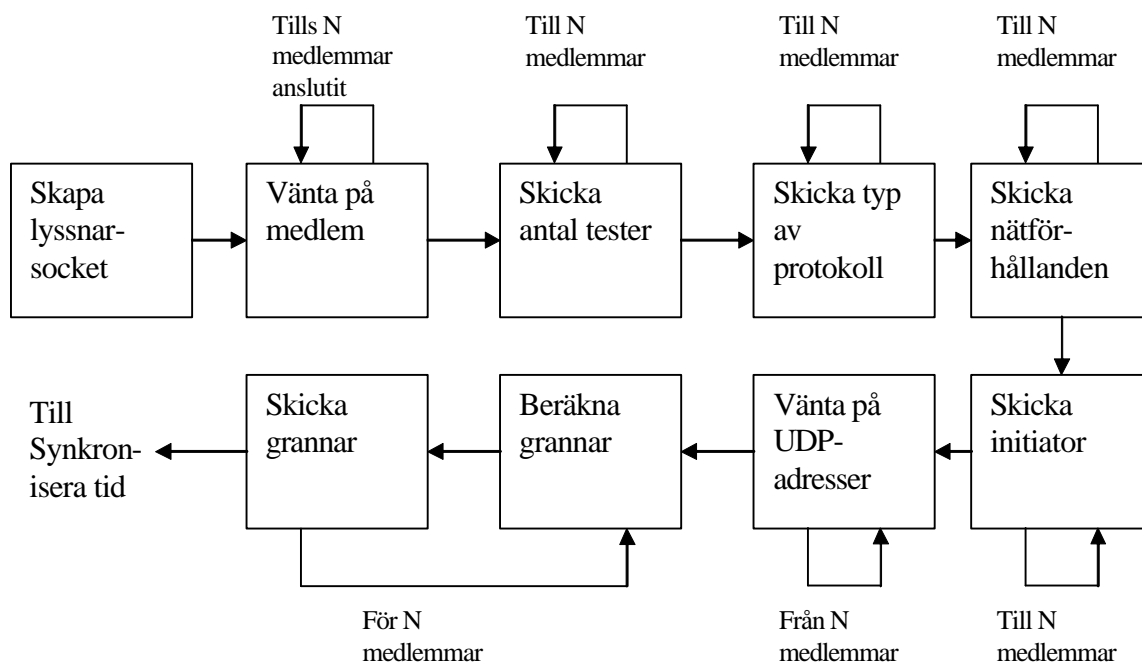 Tills N
medlemmar
anslutit
Till N
medlemmar
Till N
medlemmar
Till N
medlemmar
Skapa
lyssnar-
socket
Vänta på
medlem
Skicka
antal tester
Skicka typ
av
protokoll
Skicka
nätför-
hållanden
Till
Synkron-
isera tid
Skicka
grannar
Beräkna
grannar
Vänta på
UDP-
adresser
Skicka
initiator
För N
medlemmar
Från N
medlemmar
Till N
medlemmar